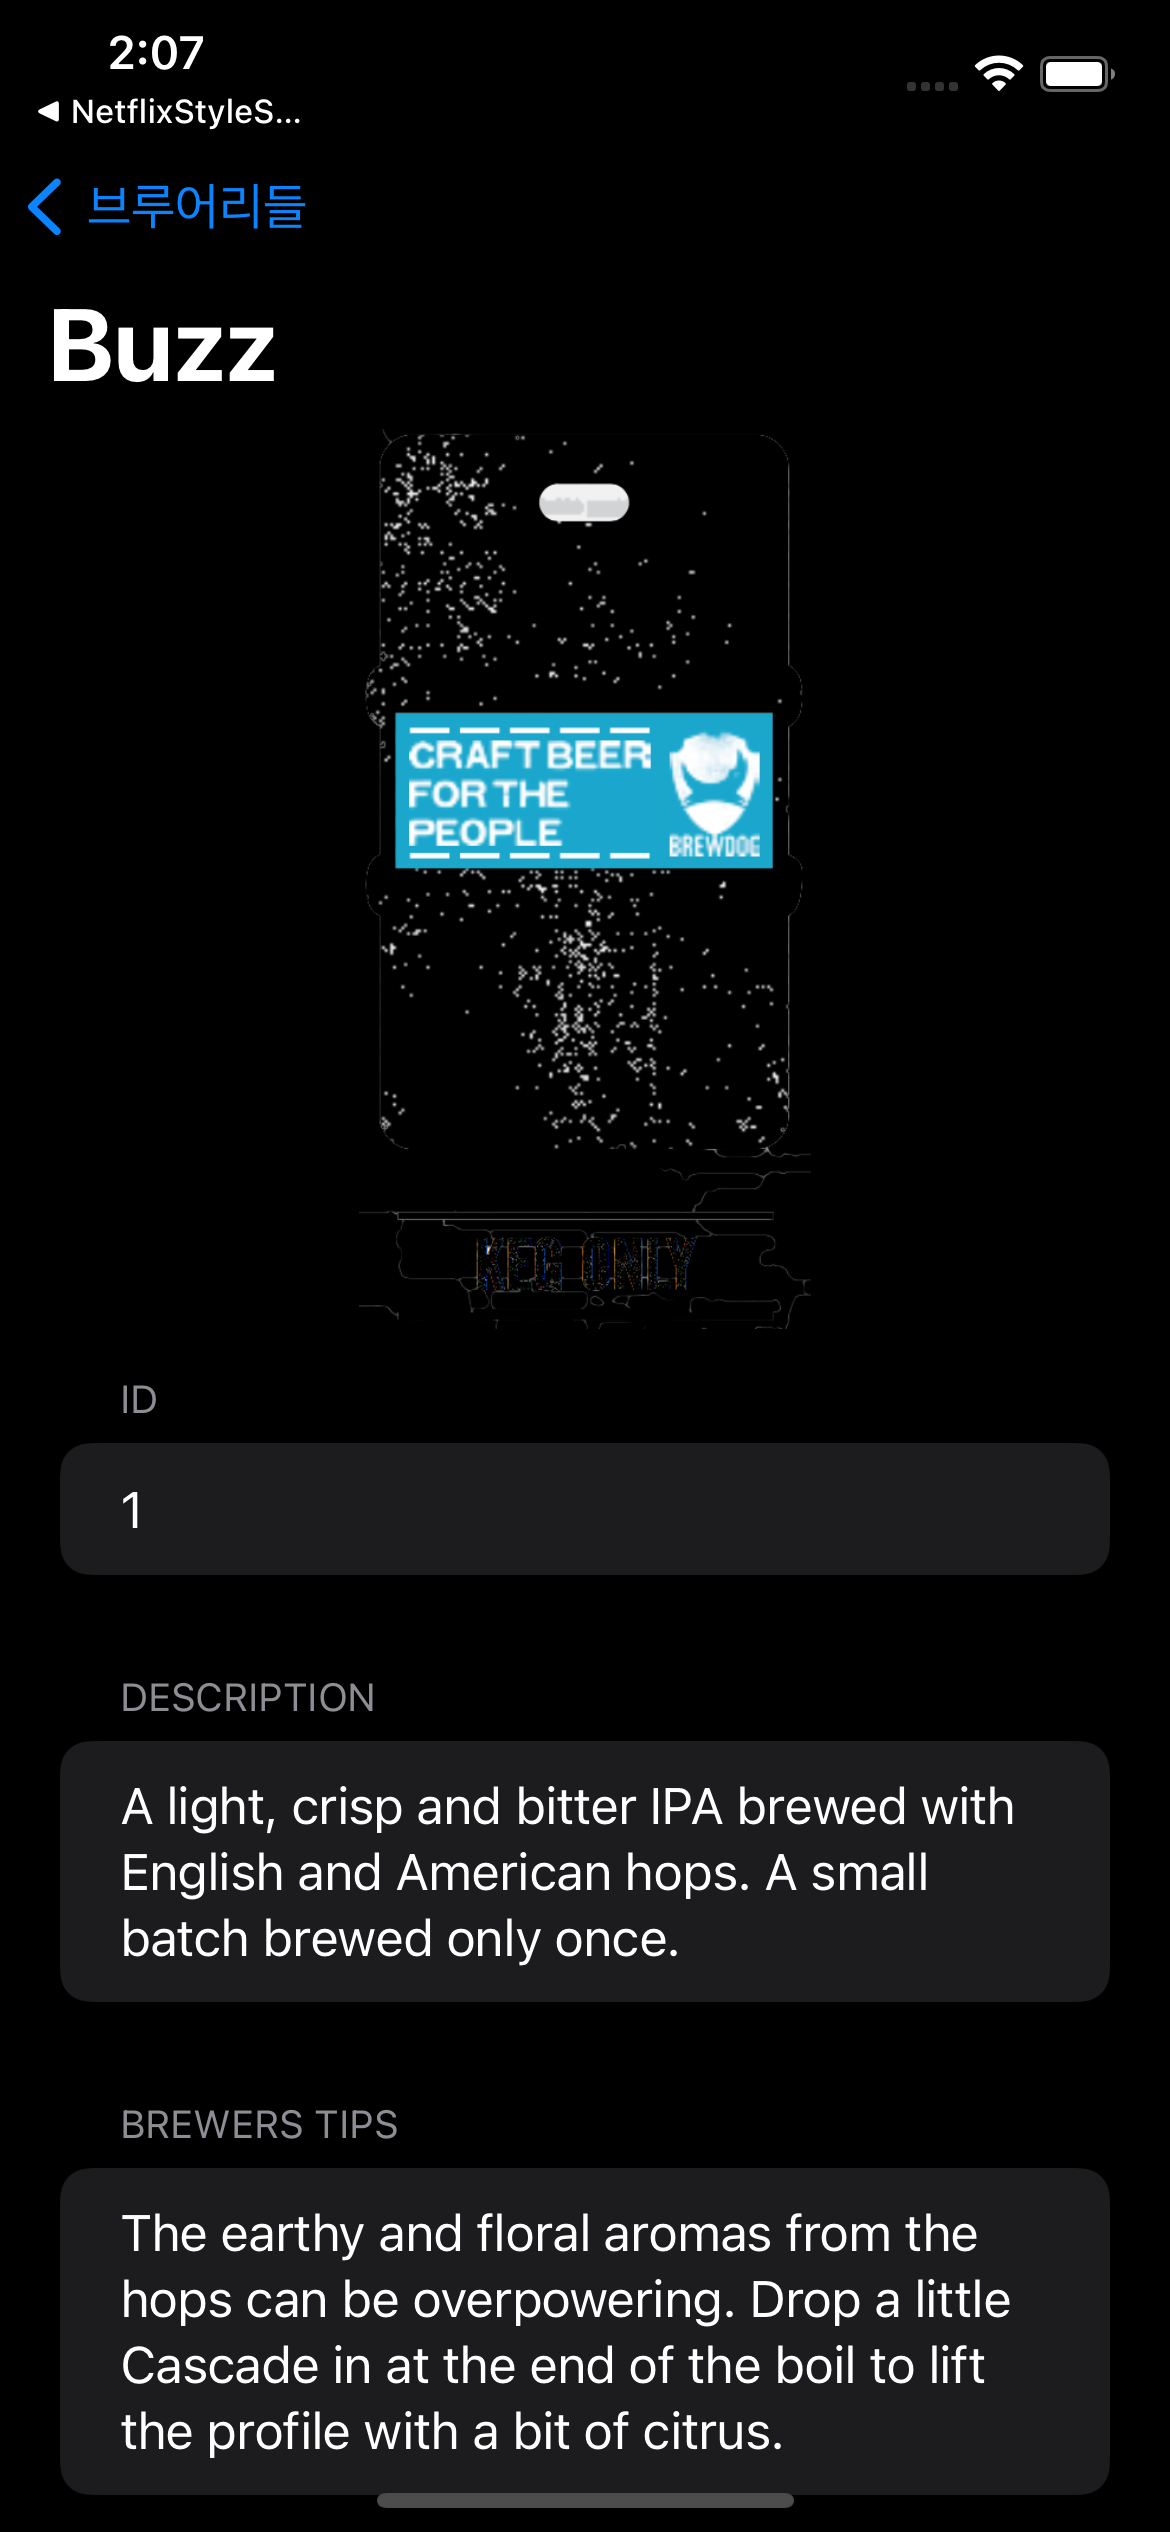 2:07
NetflixStyleS...
브루어리들
Buzz
CRAFT BEER
FOR THE
PEOPLE
BREWDOG
KEG ONLY
ID
1
DESCRIPTION
A light, crisp and bitter IPA brewed with
English and American hops. A small
batch brewed only once.
BREWERS TIPS
The earthy and floral aromas from the
hops can be overpowering. Drop a little
Cascade in at the end of the boil to lift
the profile with a bit of citrus.